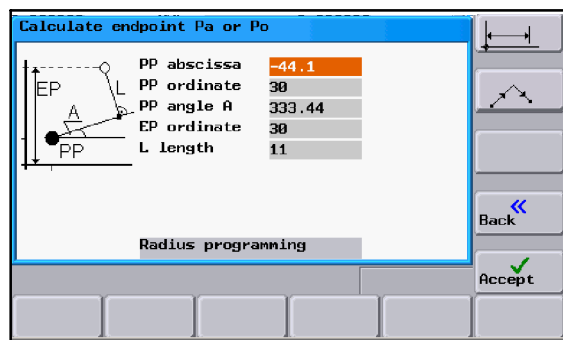 Calculate endpoint Pa or Po
PP abscissa -44.1
PP ordinate 30
PP angle A 333.44
EP ordinate 30
L length 11
EP
L
A
PP
Radius programming
Back
Accept